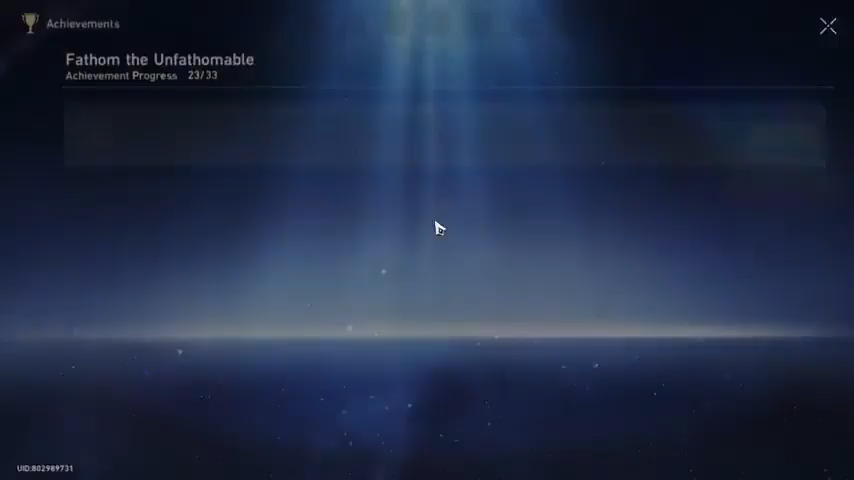 Achievements
Fathom the Unfathomable
Achievement Progress 23/33
UID:802989731